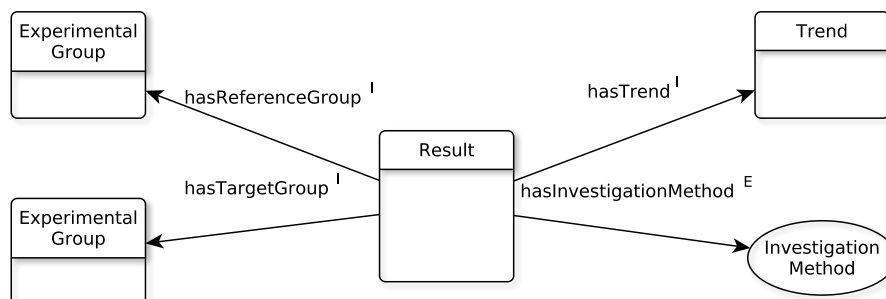 Experimental
Group
Trend
hasReferenceGroup I
hasTrend I
Result
hasTargetGroup I
hasInvestigationMethod E
Experimental
Group
Investigation
Method